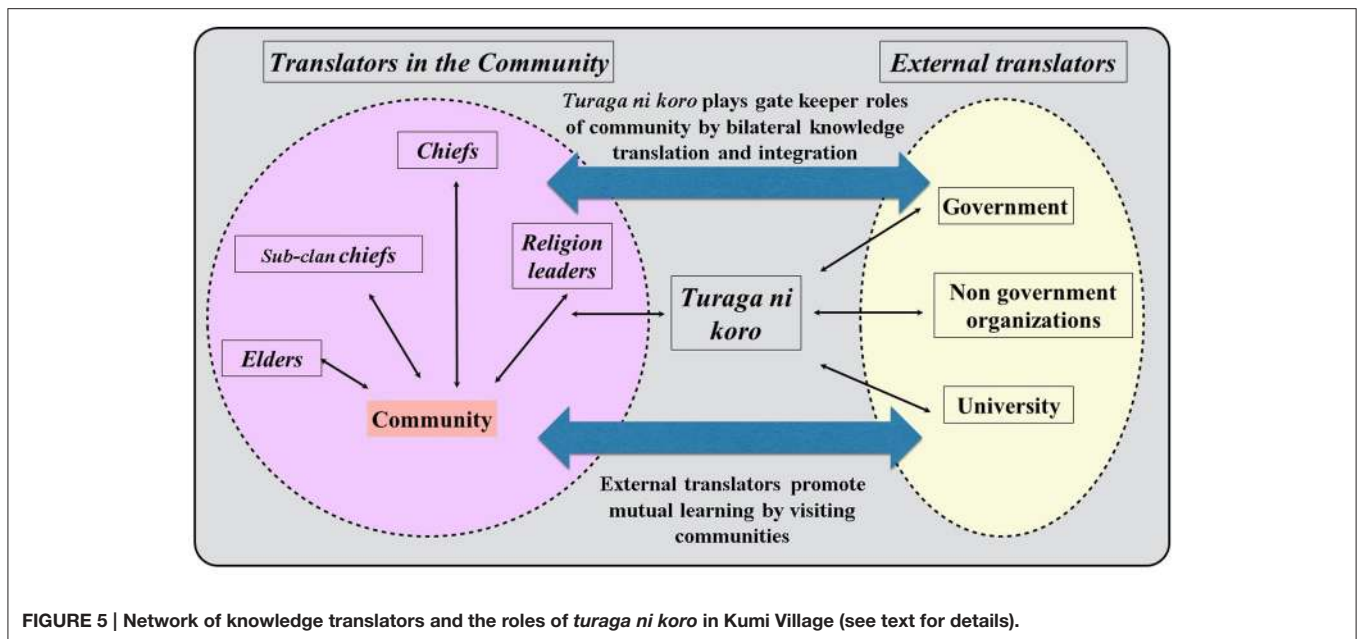 Translators in the Community
External translators
Turaga ni koro plays gate keeper roles
of community by bilateral knowledge
translation and integration
Chiefs
Government
Sub-clan chiefs
Religion
leaders
Turaga ni
koro
Non government
organizations
Elders
Community
University
External translators promote
mutual learning by visiting
communities
FIGURE 5 | Network of knowledge translators and the roles of turaga ni koro in Kumi Village (see text for details).